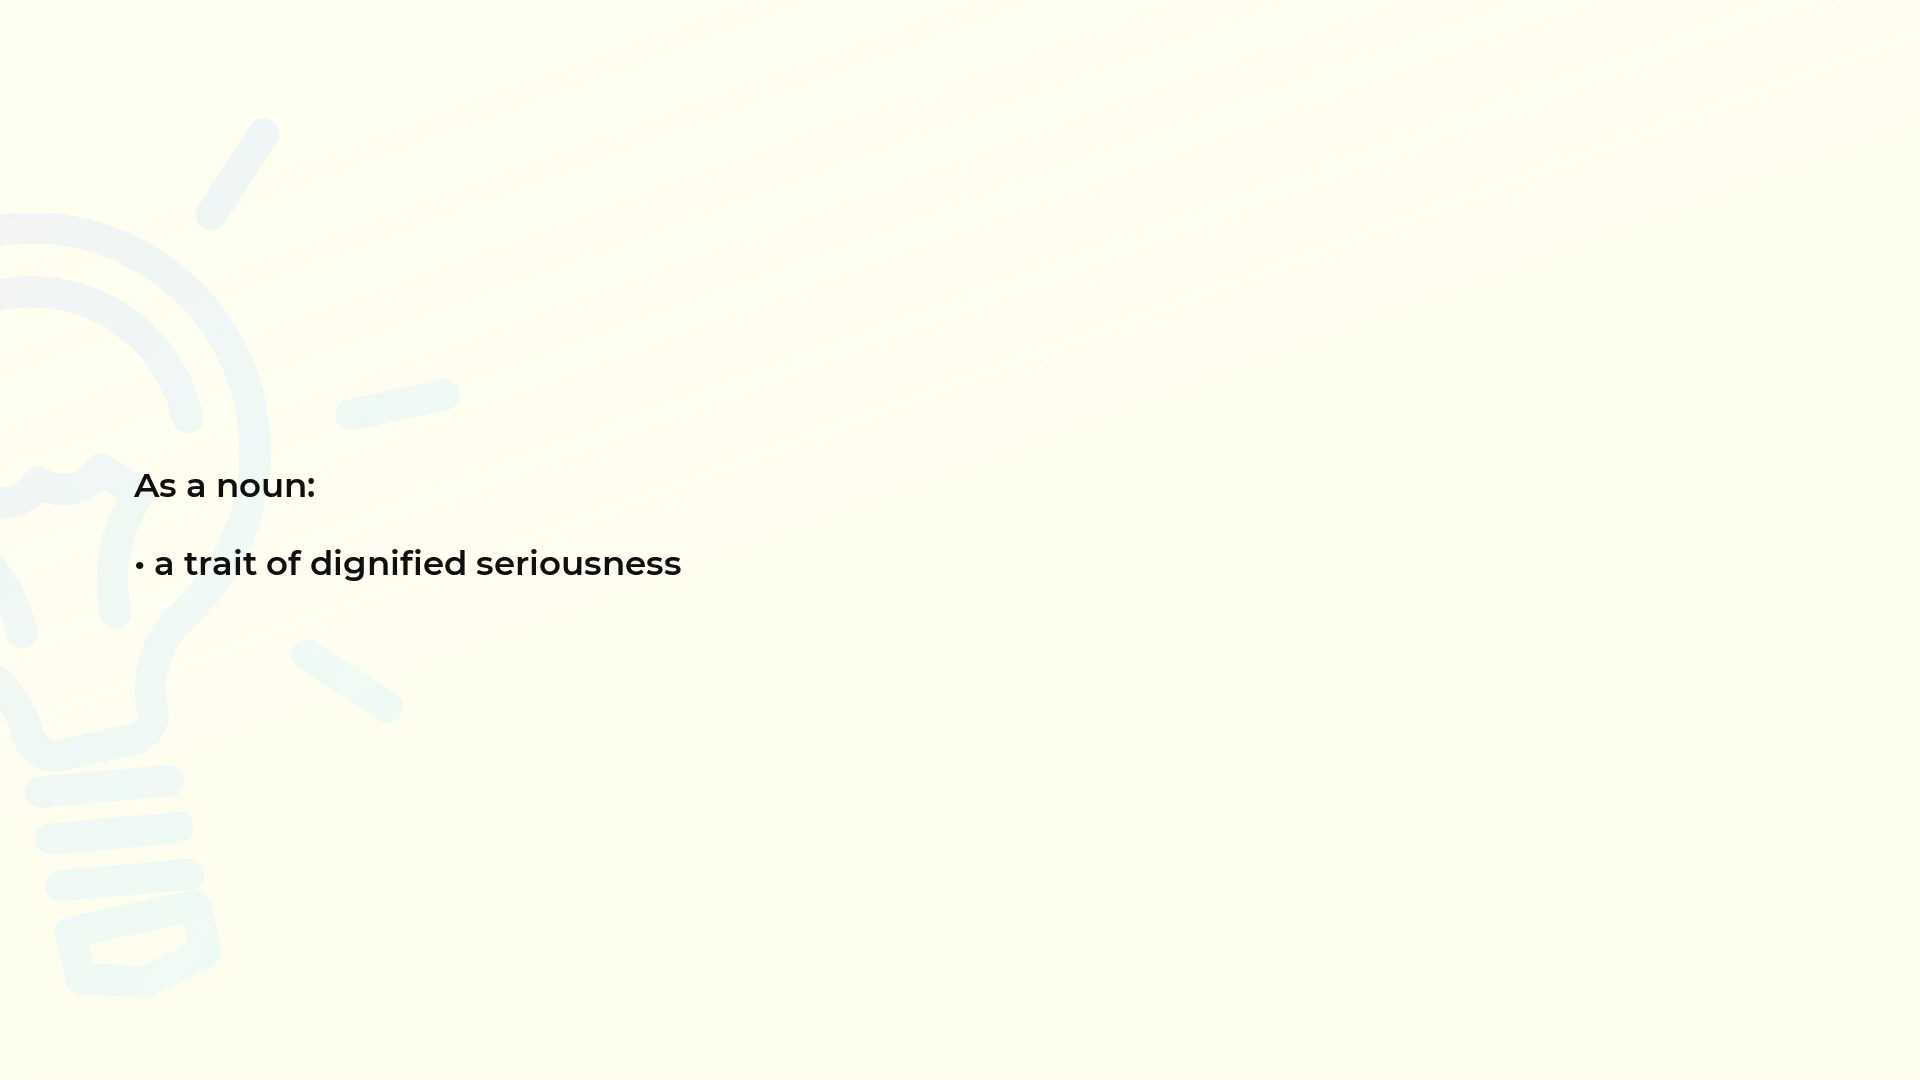 As a noun:
• a trait of dignified seriousness